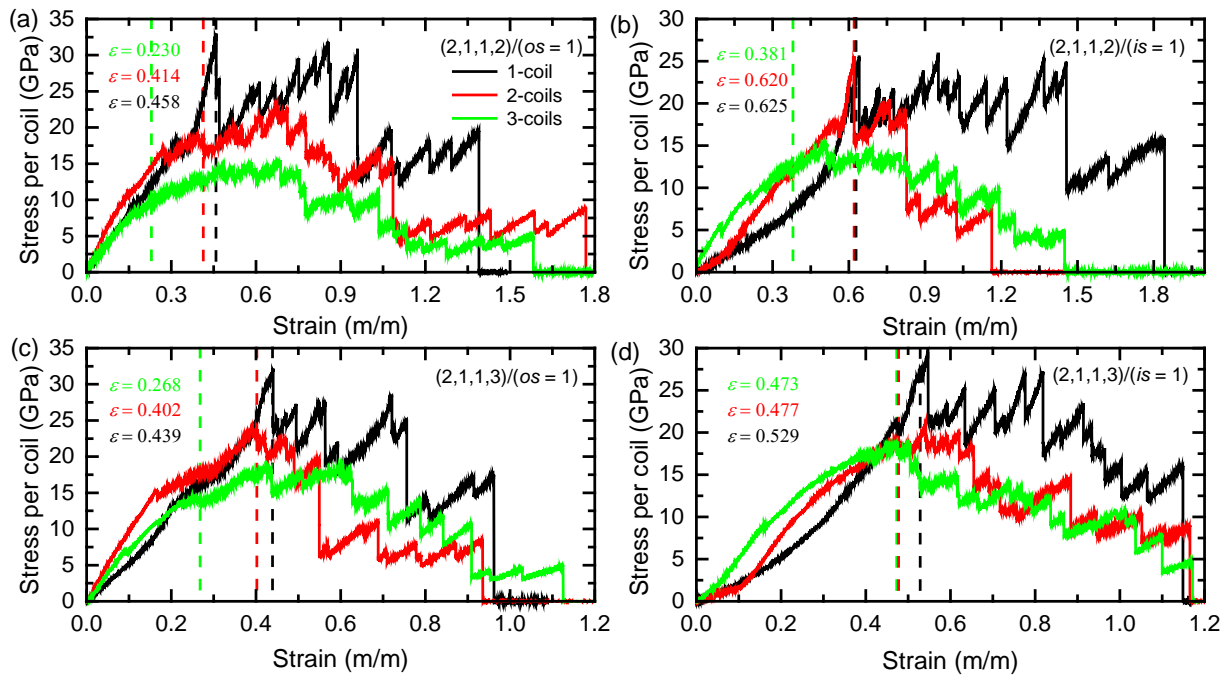 (a)
(2,1,1,2)/(os = 1)
ε = 0.230
ε = 0.414
ε = 0.458
1-coil
2-coils
3-coils
Stress per coil (GPa)
35
30
25
20
15
10
5
0
0.0 0.3 0.6 0.9 1.2 1.5 1.8
Strain (m/m)
(b)
(2,1,1,2)/(is = 1)
ε = 0.381
ε = 0.620
ε = 0.625
Stress per coil (GPa)
30
25
20
15
10
5
0
0.0 0.3 0.6 0.9 1.2 1.5 1.8
Strain (m/m)
(c)
(2,1,1,3)/(os = 1)
ε = 0.268
ε = 0.402
ε = 0.439
Stress per coil (GPa)
35
30
25
20
15
10
5
0
0.0 0.2 0.4 0.6 0.8 1.0 1.2
Strain (m/m)
(d)
(2,1,1,3)/(is = 1)
ε = 0.473
ε = 0.477
ε = 0.529
Stress per coil (GPa)
30
25
20
15
10
5
0
0.0 0.2 0.4 0.6 0.8 1.0 1.2
Strain (m/m)